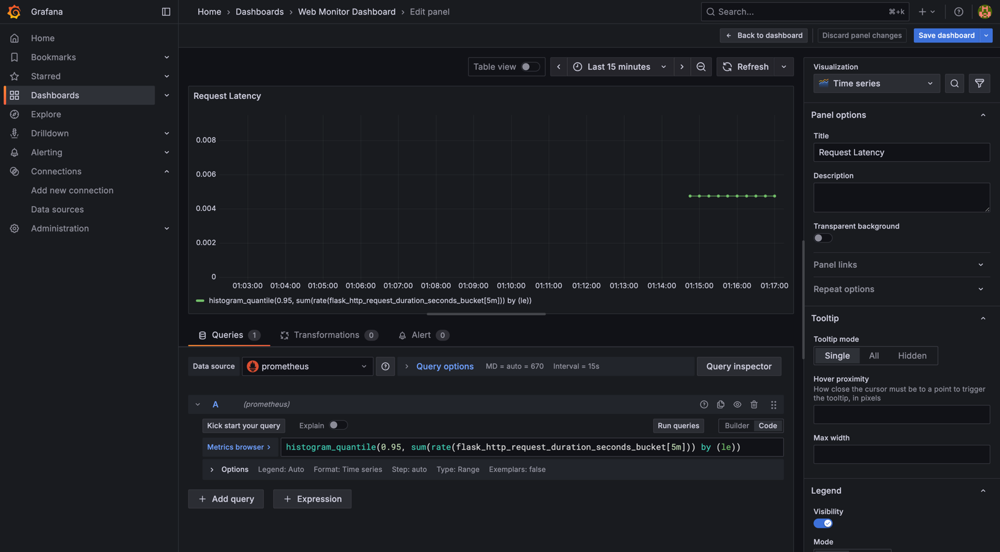 Grafana
Home › Dashboards › Web Monitor Dashboard › Edit panel
Search...
⌘+k
Back to dashboard
Discard panel changes
Save dashboard
Home
Bookmarks
Starred
Dashboards
Explore
Drilldown
Alerting
Connections
Add new connection
Data sources
Administration
Table view
Last 15 minutes
Refresh
Request Latency
0.008
0.006
0.004
0.002
0
01:03:00 01:04:00 01:05:00 01:06:00 01:07:00 01:08:00 01:09:00 01:10:00 01:11:00 01:12:00 01:13:00 01:14:00 01:15:00 01:16:00 01:17:00
histogram_quantile(0.95, sum(rate(flask_http_request_duration_seconds_bucket[5m])) by (le))
Queries 1
Transformations 0
Alert 0
Data source
prometheus
Query options
MD = auto = 670
Interval = 15s
Query inspector
A
(prometheus)
Kick start your query
Explain
Run queries
Builder
Code
Metrics browser >
histogram_quantile(0.95, sum(rate(flask_http_request_duration_seconds_bucket[5m])) by (le))
Options
Legend: Auto
Format: Time series
Step: auto
Type: Range
Exemplars: false
+ Add query
+ Expression
Visualization
Time series
Panel options
Title
Request Latency
Description
Transparent background
Panel links
Repeat options
Tooltip
Tooltip mode
Single
All
Hidden
Hover proximity
How close the cursor must be to a point to trigger
the tooltip, in pixels
Max width
Legend
Visibility
Mode